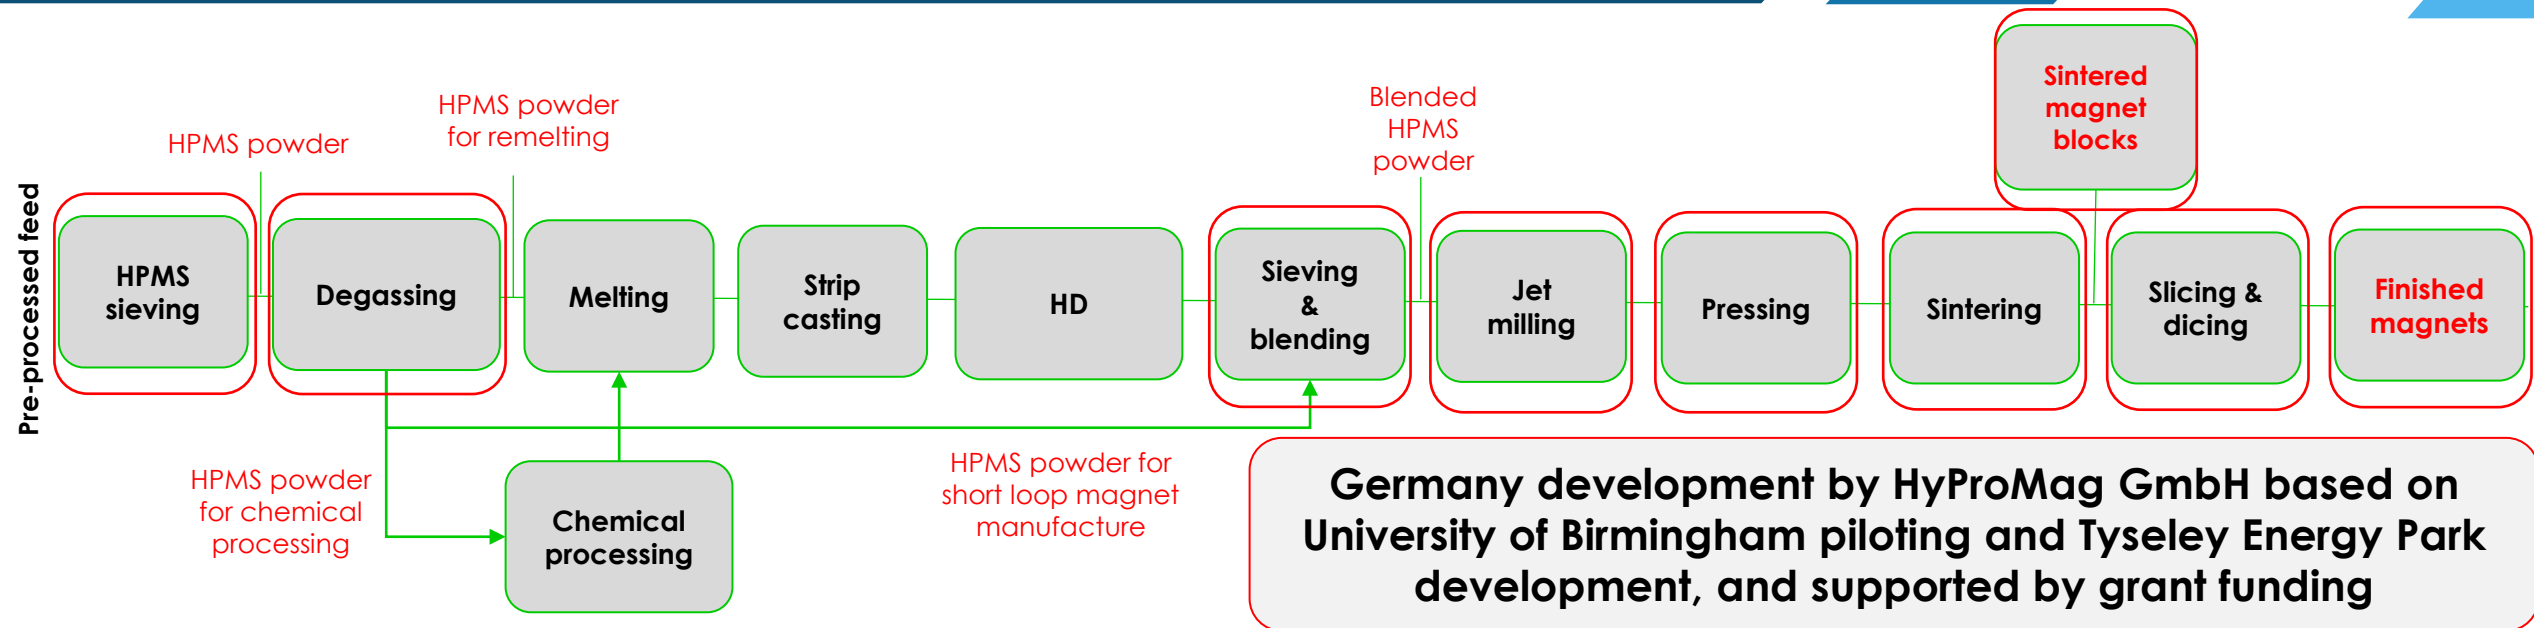 Pre-processed feed
HPMS
sieving
HPMS powder
Degassing
HPMS powder
for remelting
Melting
Strip
casting
HD
Sieving
&
blending
Blended
HPMS
powder
Jet
milling
Pressing
Sintering
Sintered
magnet
blocks
Slicing &
dicing
Finished
magnets
HPMS powder
for chemical
processing
Chemical
processing
HPMS powder for
short loop magnet
manufacture
Germany development by HyProMag GmbH based on
University of Birmingham piloting and Tyseley Energy Park
development, and supported by grant funding